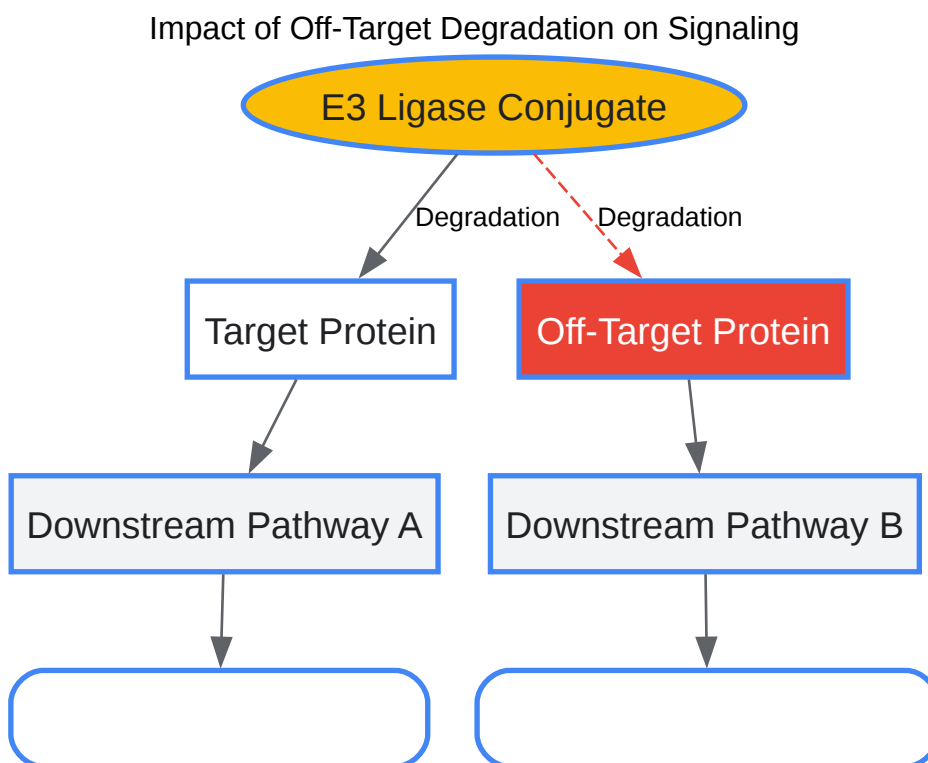 Impact of Off-Target Degradation on Signaling
E3 Ligase Conjugate
Degradation
Degradation
Target Protein
Off-Target Protein
Downstream Pathway A
Downstream Pathway B